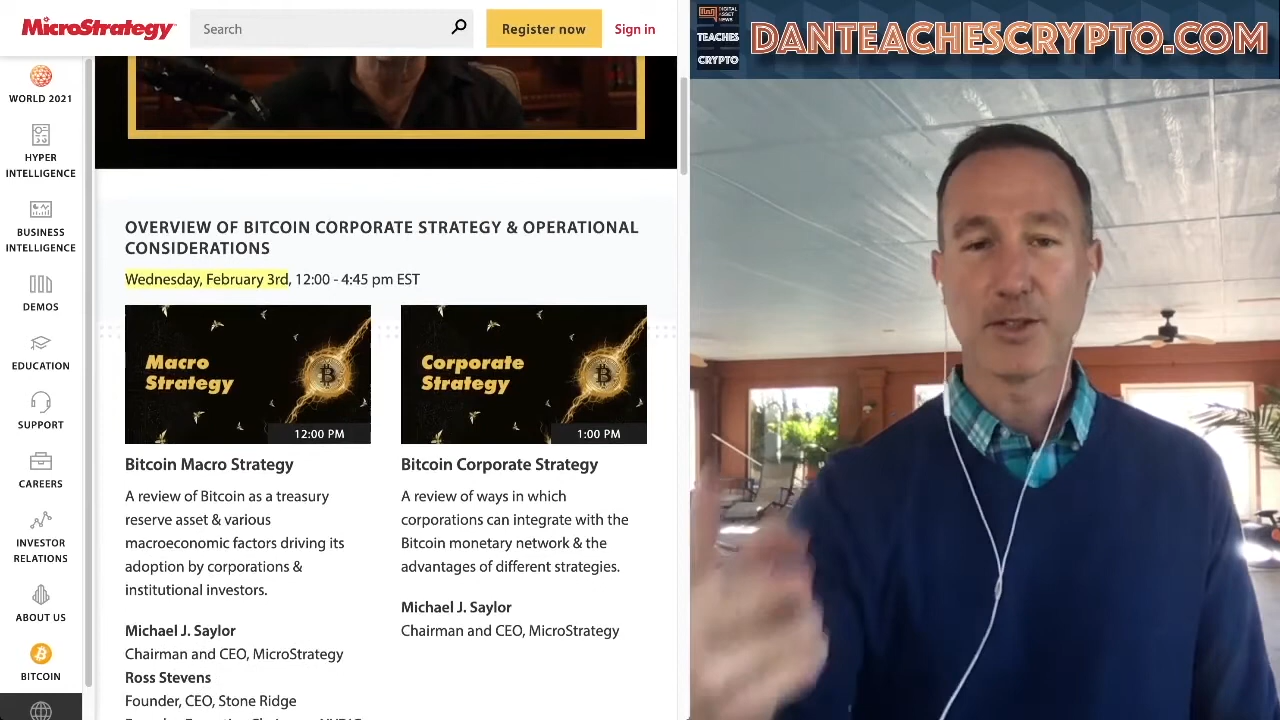 MicroStrategy
Search
Register now
Sign in
WORLD 2021
HYPER
INTELLIGENCE
BUSINESS
INTELLIGENCE
DEMOS
EDUCATION
SUPPORT
CAREERS
INVESTOR
RELATIONS
ABOUT US
BITCOIN
OVERVIEW OF BITCOIN CORPORATE STRATEGY & OPERATIONAL
CONSIDERATIONS
Wednesday, February 3rd, 12:00 - 4:45 pm EST
Macro
Strategy
12:00 PM
Bitcoin Macro Strategy
A review of Bitcoin as a treasury
reserve asset & various
macroeconomic factors driving its
adoption by corporations &
institutional investors.
Michael J. Saylor
Chairman and CEO, MicroStrategy
Ross Stevens
Founder, CEO, Stone Ridge
Corporate
Strategy
1:00 PM
Bitcoin Corporate Strategy
A review of ways in which
corporations can integrate with the
Bitcoin monetary network & the
advantages of different strategies.
Michael J. Saylor
Chairman and CEO, MicroStrategy
DIGITAL
ASSET
NEWS
TEACHES
CRYPTO
DANTEACHESCRYPTO.COM